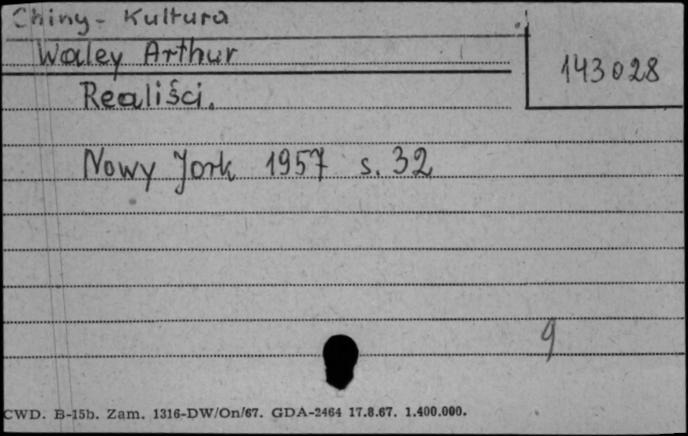 Chiny - Kultura
Waley Arthur
143028
Realiści.
Nowy Jork 1957 s. 32
9
CWD. B-15b. Zam. 1316-DW/On/67. GDA-2464 17.8.67. 1.400.000.